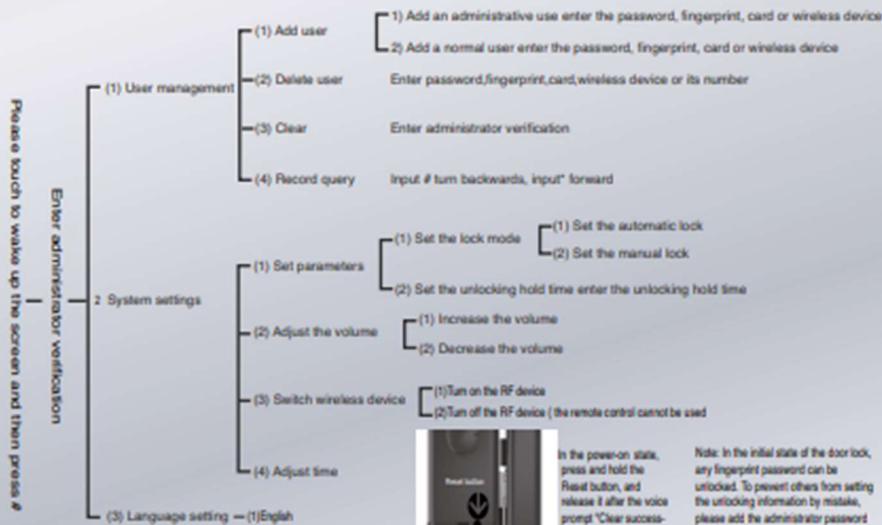 Please touch to wake up the screen and then press #
Enter administrator verification
(1) User management
(1) Add user
1) Add an administrative use enter the password, fingerprint, card or wireless device
2) Add a normal user enter the password, fingerprint, card or wireless device
(2) Delete user
Enter password,fingerprint,card,wireless device or its number
(3) Clear
Enter administrator verification
(4) Record query
Input # turn backwards, input* forward
2 System settings
(1) Set parameters
(1) Set the lock mode
(1) Set the automatic lock
(2) Set the manual lock
(2) Set the unlocking hold time enter the unlocking hold time
(2) Adjust the volume
(1) Increase the volume
(2) Decrease the volume
(3) Switch wireless device
(1)Turn on the RF device
(2)Turn off the RF device ( the remote control cannot be used
(4) Adjust time
(3) Language setting
(1)English
Reset button
In the power-on state,
press and hold the
Reset button, and
release it after the voice
prompt "Clear success-
Note: In the initial state of the door lock,
any fingerprint password can be
unlocked. To prevent others from setting
the unlocking information by mistake,
please add the administrator password